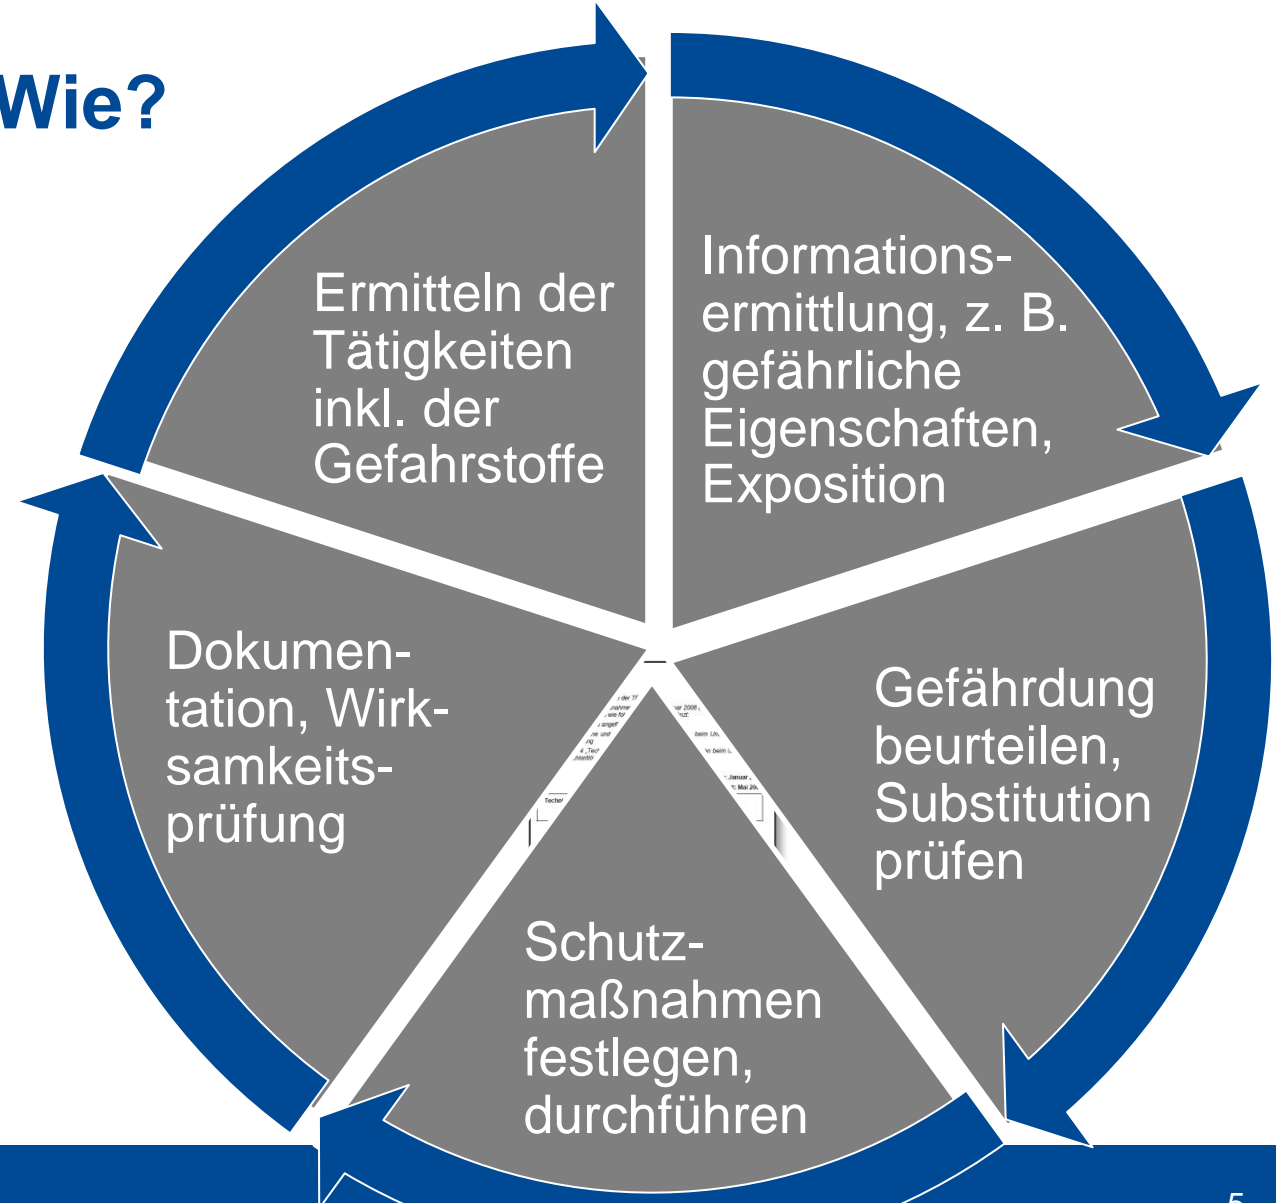 Wie?
Ermitteln der
Tätigkeiten
inkl. der
Gefahrstoffe
Informations-
ermittlung, z. B.
gefährliche
Eigenschaften,
Exposition
Gefährdung
beurteilen,
Substitution
prüfen
Schutz-
maßnahmen
festlegen,
durchführen
Dokumen-
tation, Wirk-
samkeits-
prüfung
5